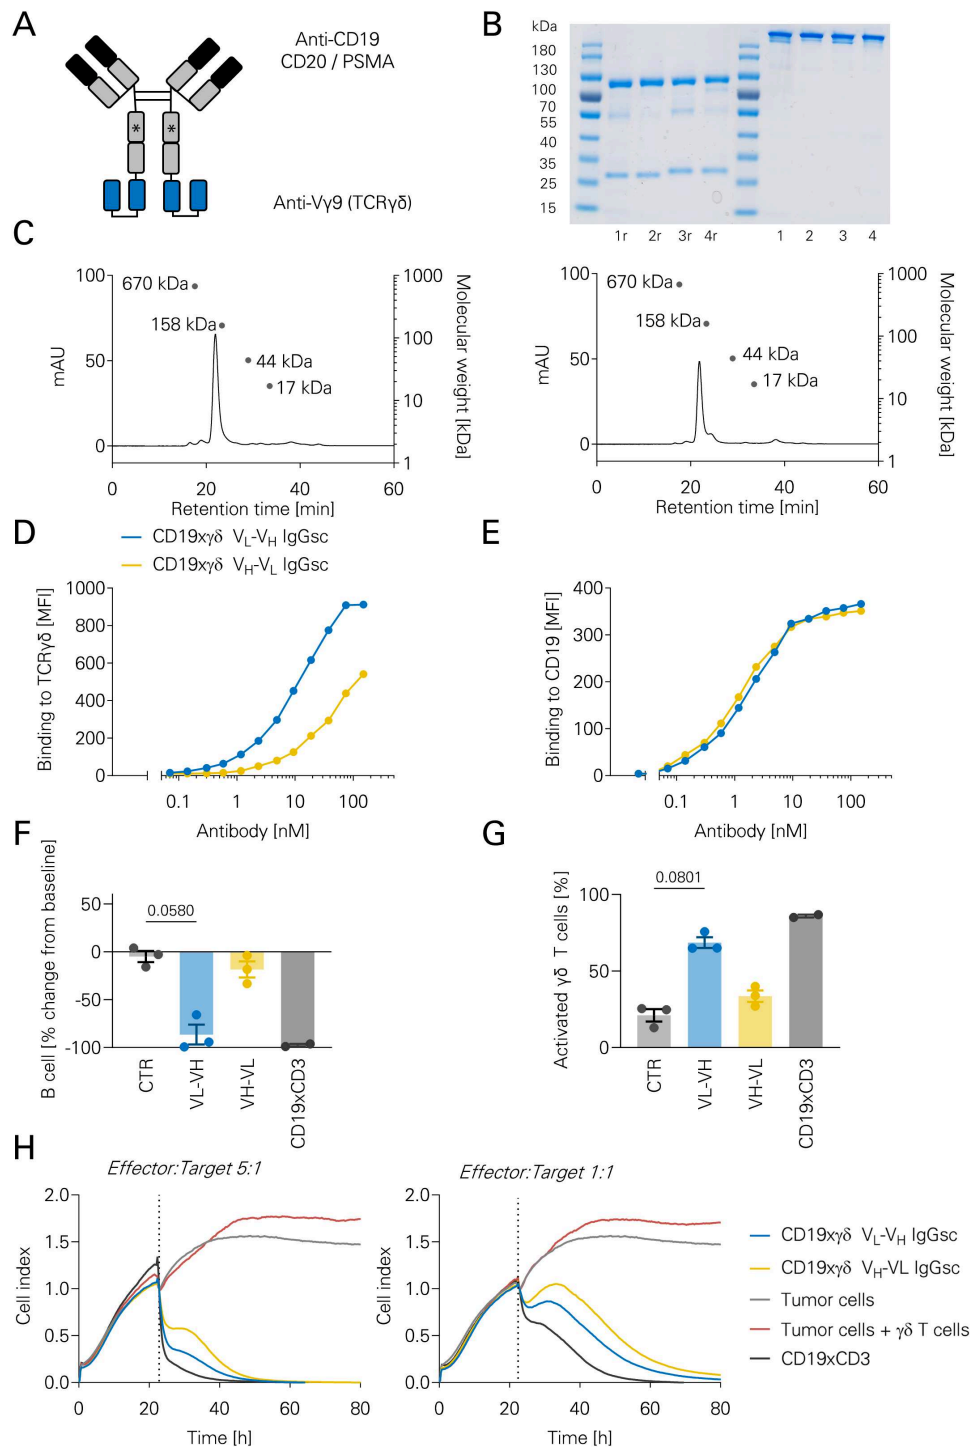 A
Anti-CD19
CD20 / PSMA
*
*
Anti-Vγ9 (TCRγδ)
B
kDa
180
130
100
70
55
40
35
25
15
1r 2r 3r 4r 1 2 3 4
C
100
50
0
mAU
670 kDa
158 kDa
44 kDa
17 kDa
1000
100
10
1
Molecular weight [kDa]
0 20 40 60
Retention time [min]
100
50
0
mAU
670 kDa
158 kDa
44 kDa
17 kDa
1000
100
10
1
Molecular weight [kDa]
0 20 40 60
Retention time [min]
D
CD19xγδ VL-VH IgGsc
CD19xγδ VH-VL IgGsc
Binding to TCRγδ [MFI]
1000
800
600
400
200
0
0.1 1 10 100
Antibody [nM]
E
Binding to CD19 [MFI]
400
300
200
100
0
0.1 1 10 100
Antibody [nM]
F
B cell [% change from baseline]
50
0
-50
-100
0.0580
CTR
VL-VH
VH-VL
CD19xCD3
G
Activated γδ T cells [%]
100
50
0
0.0801
CTR
VL-VH
VH-VL
CD19xCD3
H
Effector:Target 5:1
Cell index
2.0
1.5
1.0
0.5
0.0
0 20 40 60 80
Time [h]
Effector:Target 1:1
Cell index
2.0
1.5
1.0
0.5
0.0
0 20 40 60 80
Time [h]
CD19xγδ VL-VH IgGsc
CD19xγδ VH-VL IgGsc
Tumor cells
Tumor cells + γδ T cells
CD19xCD3